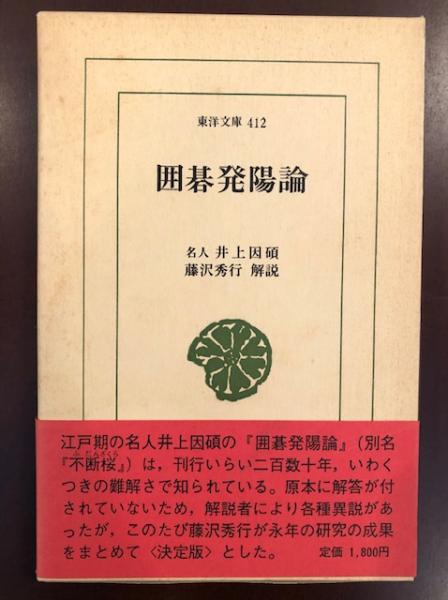 東洋文庫 412
囲碁発陽論
名人 井上因碩
藤沢秀行 解説
江戸期の名人井上因碩の『囲碁発陽論』(別名
ふだんざくら
『不断桜』)は，刊行いらい二百数十年，いわく
つきの難解さで知られている。原本に解答が付
されていないため，解説者により各種異説があ
ったが，このたび藤沢秀行が永年の研究の成果
をまとめて〈決定版〉とした。 定価 1,800円